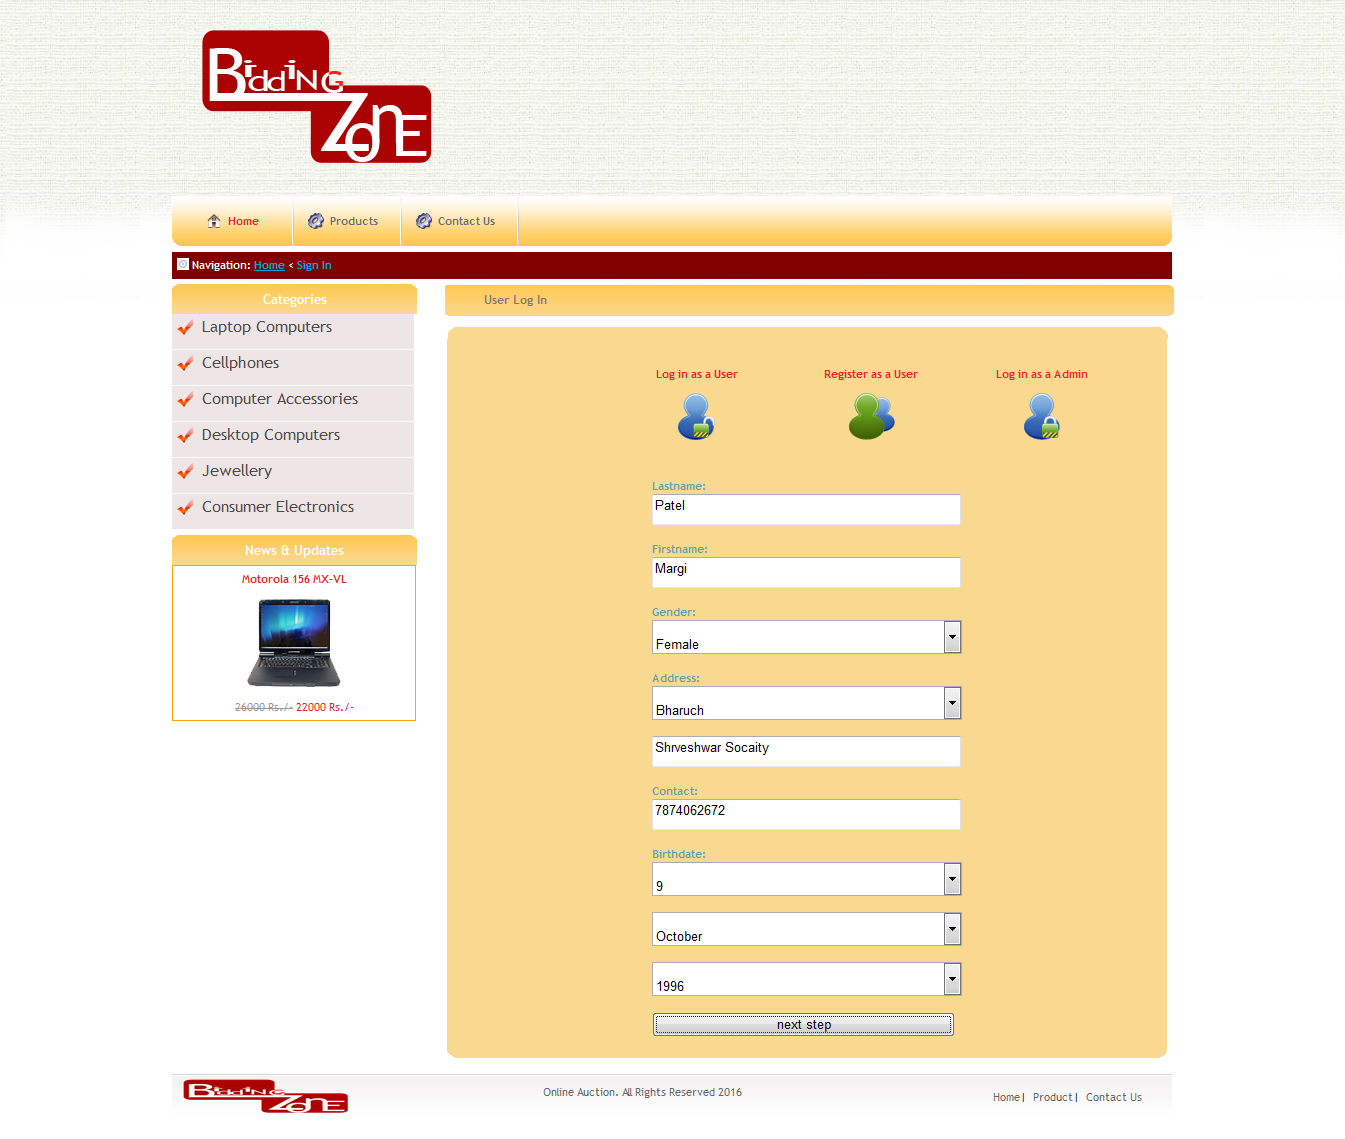 BiddiNG
ZonE
Home
Products
Contact Us
Navigation: Home < Sign In
Categories
Laptop Computers
Cellphones
Computer Accessories
Desktop Computers
Jewellery
Consumer Electronics
News & Updates
Motorola 156 MX-VL
26000 Rs./- 22000 Rs./-
User Log In
Log in as a User
Register as a User
Log in as a Admin
Lastname:
Patel
Firstname:
Margi
Gender:
Female
Address:
Bharuch
Shrveshwar Socaity
Contact:
7874062672
Birthdate:
9
October
1996
next step
BiddiNG
ZonE
Online Auction. All Rights Reserved 2016
Home| Product| Contact Us